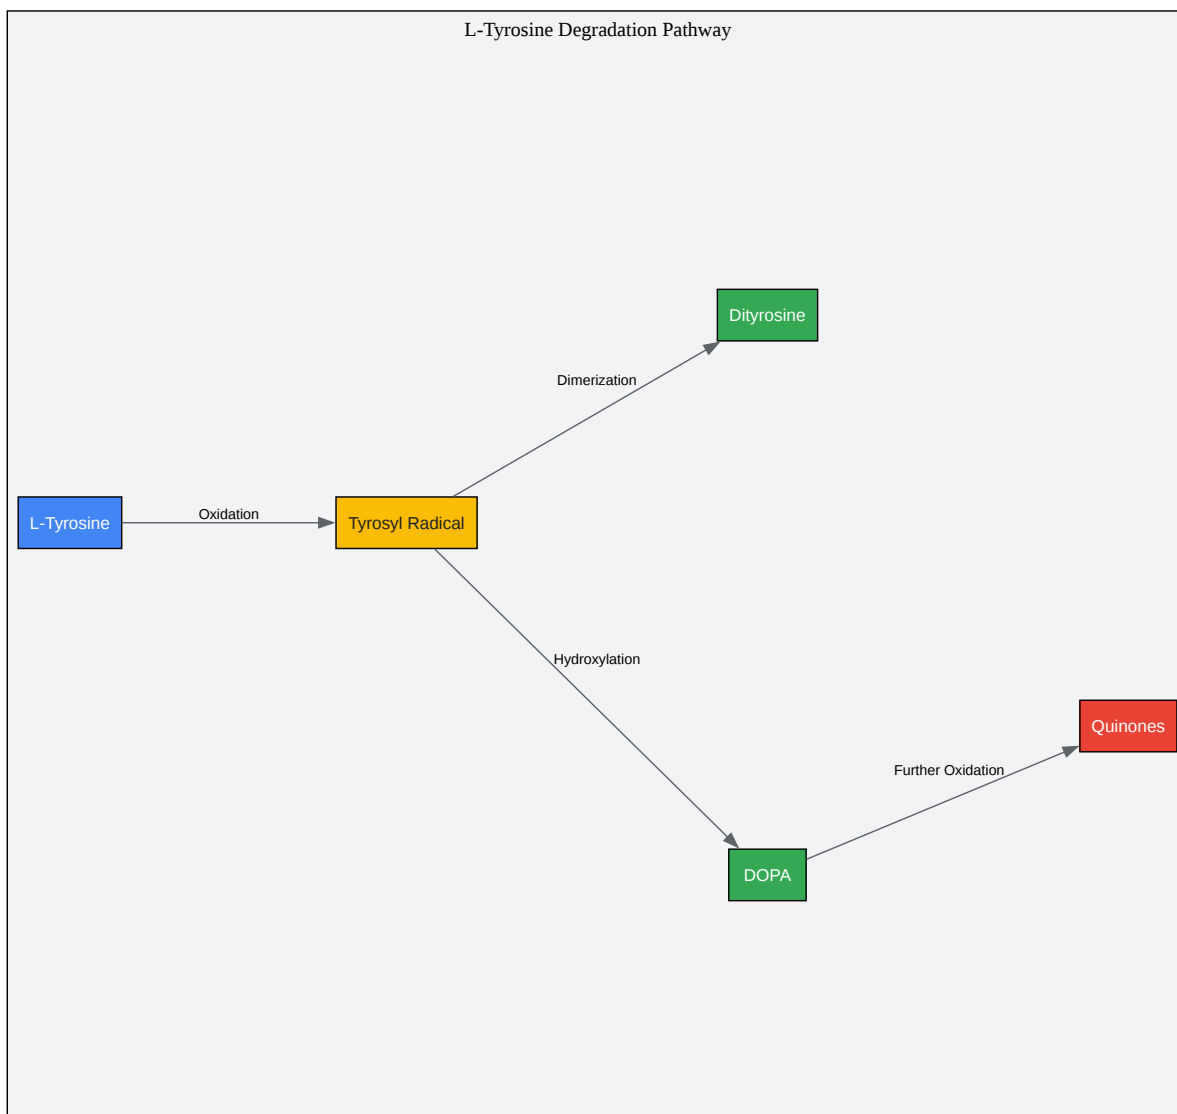 L-Tyrosine Degradation Pathway
Dityrosine
Dimerization
L-Tyrosine
Oxidation
Tyrosyl Radical
Hydroxylation
Quinones
Further Oxidation
DOPA